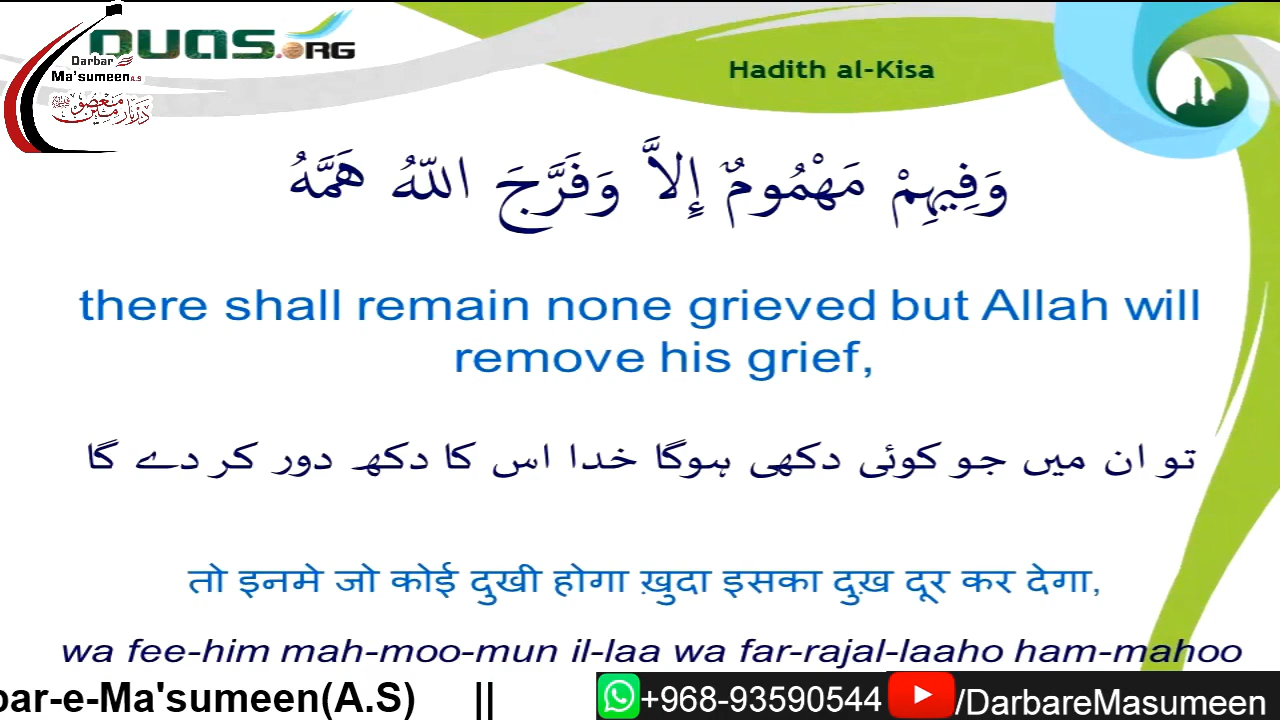 DUAS.ORG
Darbar
Ma'sumeen A.S
Hadith al-Kisa
وَفِيهِمْ مَهْمُومٌ إِلاَّ وَفَرَّجَ اللّهُ هَمَّهُ
there shall remain none grieved but Allah will
remove his grief,
تو ان میں جو کوئی دکھی ہوگا خدا اس کا دکھ دور کر دے گا
तो इनमे जो कोई दुखी होगा ख़ुदा इसका दुख़ दूर कर देगा,
wa fee-him mah-moo-mun il-laa wa far-rajal-laaho ham-mahoo
bar-e-Ma'sumeen(A.S) || +968-93590544 /DarbareMasumeen